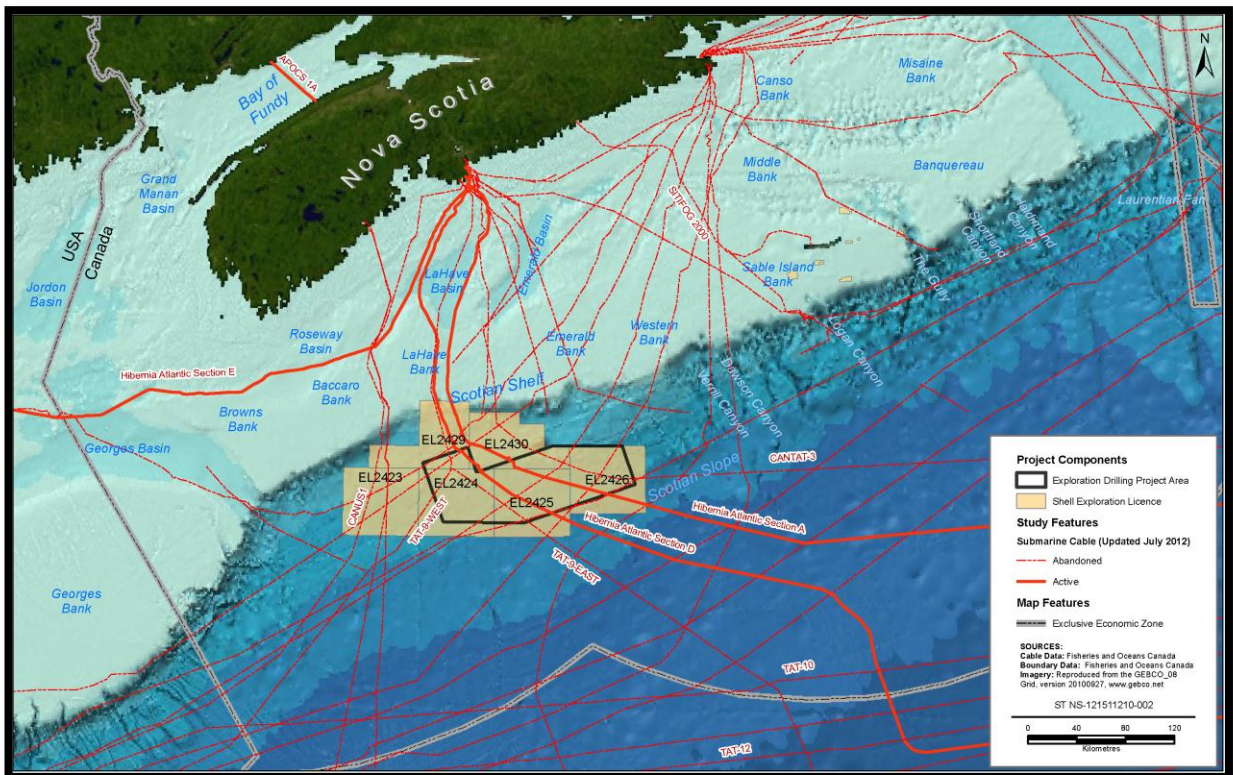 N
APOCS 1A
Bay of
Fundy
Nova Scotia
Canso
Bank
Misaine
Bank
Grand
Manan
Basin
Middle
Bank
Banquereau
SITIFOG 2000
Laurentian Fan
Haldimand
Canyon
Shortland
Canyon
USA
Canada
Jordon
Basin
LaHave
Basin
Emerald Basin
Sable Island
Bank
The Gully
Logan Canyon
Roseway
Basin
Emerald
Bank
Western
Bank
LaHave
Bank
Hibernia Atlantic Section E
Baccaro
Bank
Scotian Shelf
Dawson Canyon
Verrill Canyon
Browns
Bank
Georges Basin
EL2429
EL2430
EL2423
EL2424
EL2425
EL2426
CANTAT-3
Scotian Slope
CANUS1
TAT-9-WEST
Hibernia Atlantic Section A
Hibernia Atlantic Section D
TAT-9-EAST
Georges
Bank
TAT-10
TAT-12
Project Components
Exploration Drilling Project Area
Shell Exploration Licence
Study Features
Submarine Cable (Updated July 2012)
Abandoned
Active
Map Features
Exclusive Economic Zone
SOURCES:
Cable Data: Fisheries and Oceans Canada
Boundary Data: Fisheries and Oceans Canada
Imagery: Reproduced from the GEBCO_08
Grid, version 20100927, www.gebco.net
ST NS-121511210-002
0 40 80 120
Kilometres